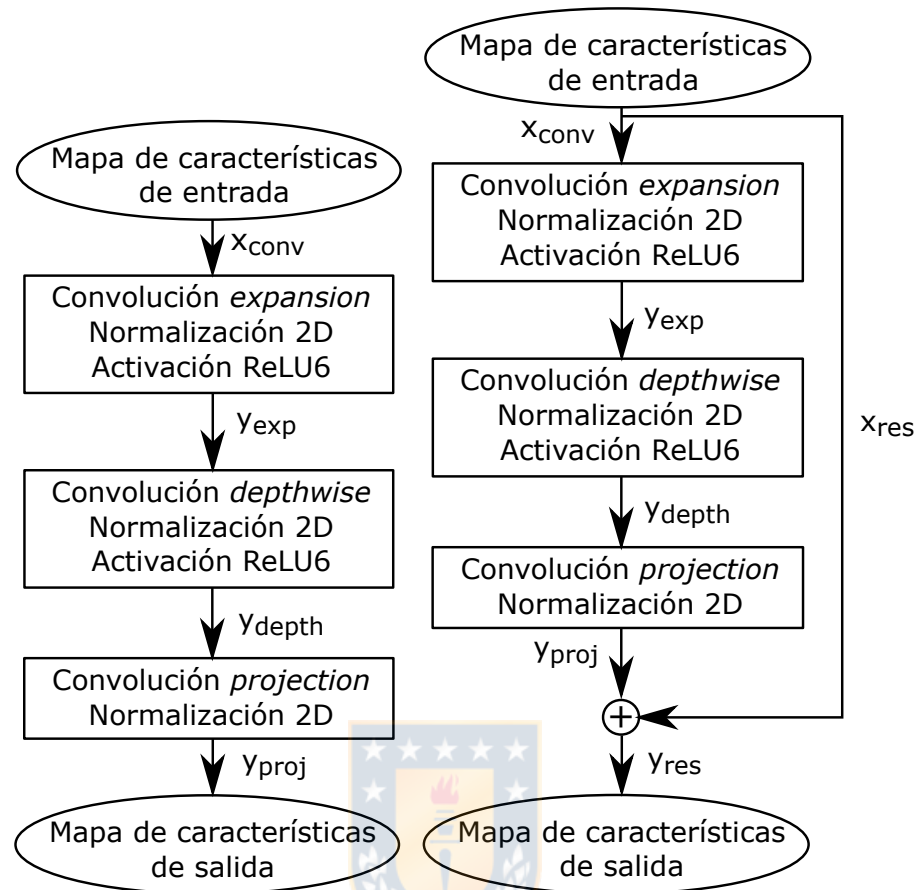 Mapa de características
de entrada
xconv
Convolución expansion
Normalización 2D
Activación ReLU6
yexp
Convolución depthwise
Normalización 2D
Activación ReLU6
ydepth
Convolución projection
Normalización 2D
yproj
Mapa de características
de salida
Mapa de características
de entrada
xconv
Convolución expansion
Normalización 2D
Activación ReLU6
yexp
Convolución depthwise
Normalización 2D
Activación ReLU6
xres
ydepth
Convolución projection
Normalización 2D
yproj
+
yres
Mapa de características
de salida